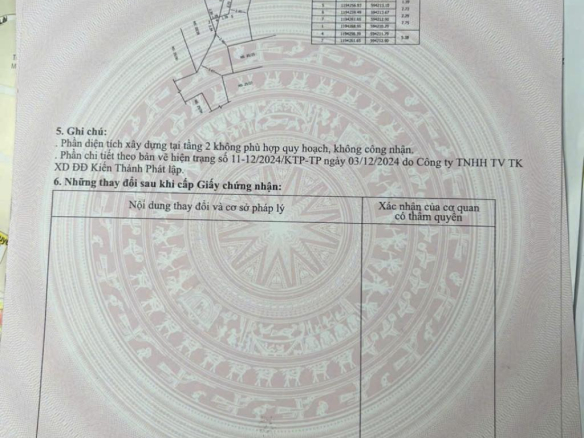 5. Ghi chú:
. Phần diện tích xây dựng tại tầng 2 không phù hợp quy hoạch, không công nhận.
. Phần chi tiết theo bản vẽ hiện trạng số 11-12/2024/KTP-TP ngày 03/12/2024 do Công ty TNHH TV TK
XD ĐĐ Kiến Thành Phát lập.
6. Những thay đổi sau khi cấp Giấy chứng nhận:
Nội dung thay đổi và cơ sở pháp lý
Xác nhận của cơ quan
có thẩm quyền